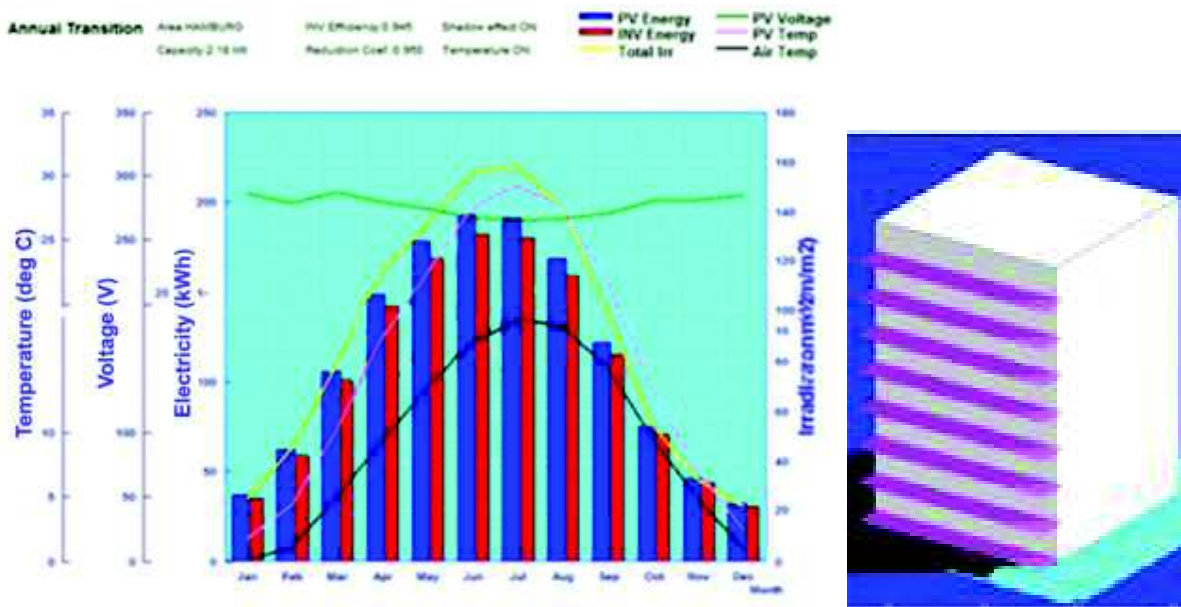 Annual Transition
Area HAMBURG
INV Efficiency 0.945
Shadow effect ON
Capacity 2.16 kW
Reduction Coef. 0.950
Temperature ON
PV Energy
INV Energy
Total Irr
PV Voltage
PV Temp
Air Temp
35 350 250 180
30 300 200 160
25 250 140
120
100
80
10 100 100 60
5 50 50 40
20
0 0 0 0
Temperature (deg C)
Voltage (V)
Electricity (kWh)
Jan Feb Mar Apr May Jun Jul Aug Sep Oct Nov Dec
Month